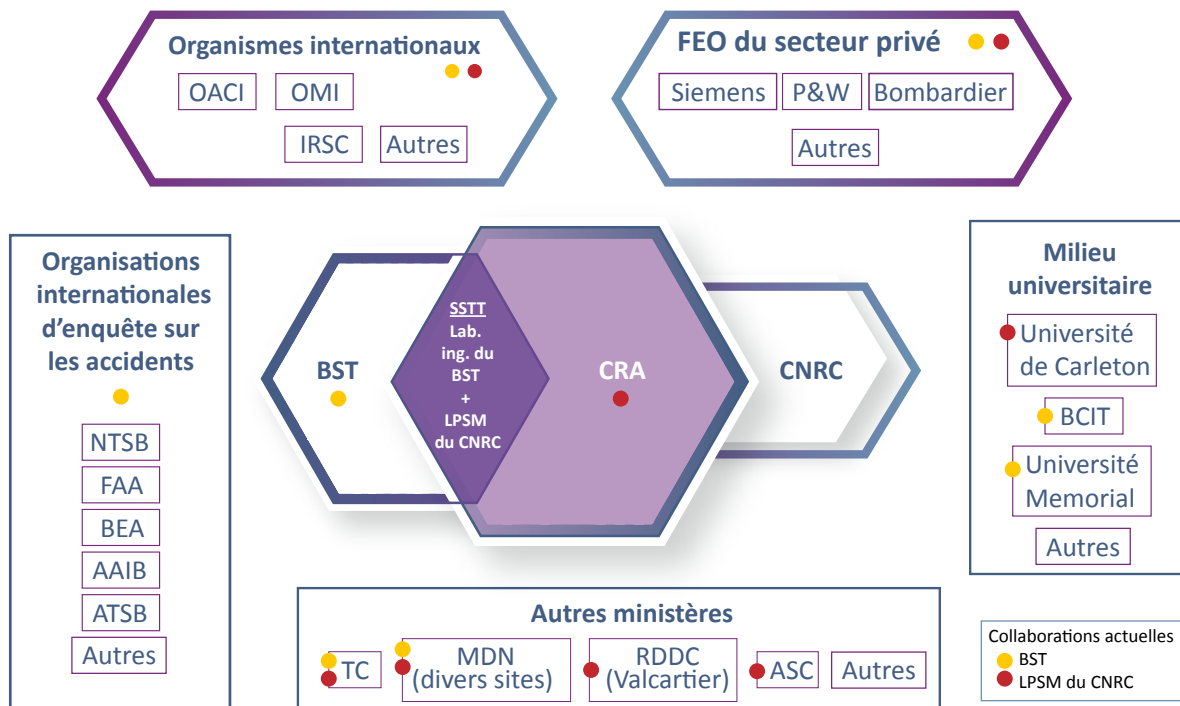 Organismes internationaux
OACI
OMI
IRSC
Autres
FEO du secteur privé
Siemens
P&W
Bombardier
Autres
Organisations
internationales
d'enquête sur
les accidents
NTSB
FAA
BEA
AAIB
ATSB
Autres
BST
SSTT
Lab.
ing. du
BST
+
LPSM
du CNRC
CRA
CNRC
Milieu
universitaire
Université
de Carleton
BCIT
Université
Memorial
Autres
Autres ministères
TC
MDN
(divers sites)
RDDC
(Valcartier)
ASC
Autres
Collaborations actuelles
BST
LPSM du CNRC